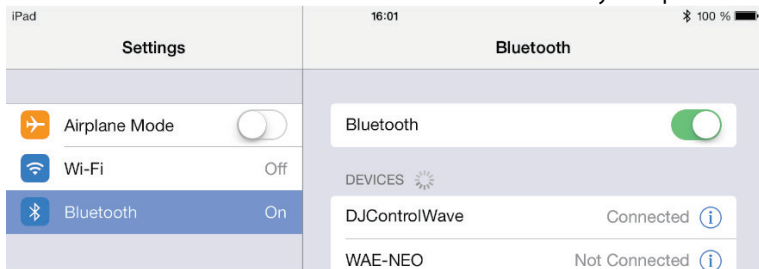 iPad 16:01 100 %
Settings Bluetooth
Airplane Mode
Bluetooth
Wi-Fi Off
DEVICES
Bluetooth On
DJControlWave Connected
WAE-NEO Not Connected